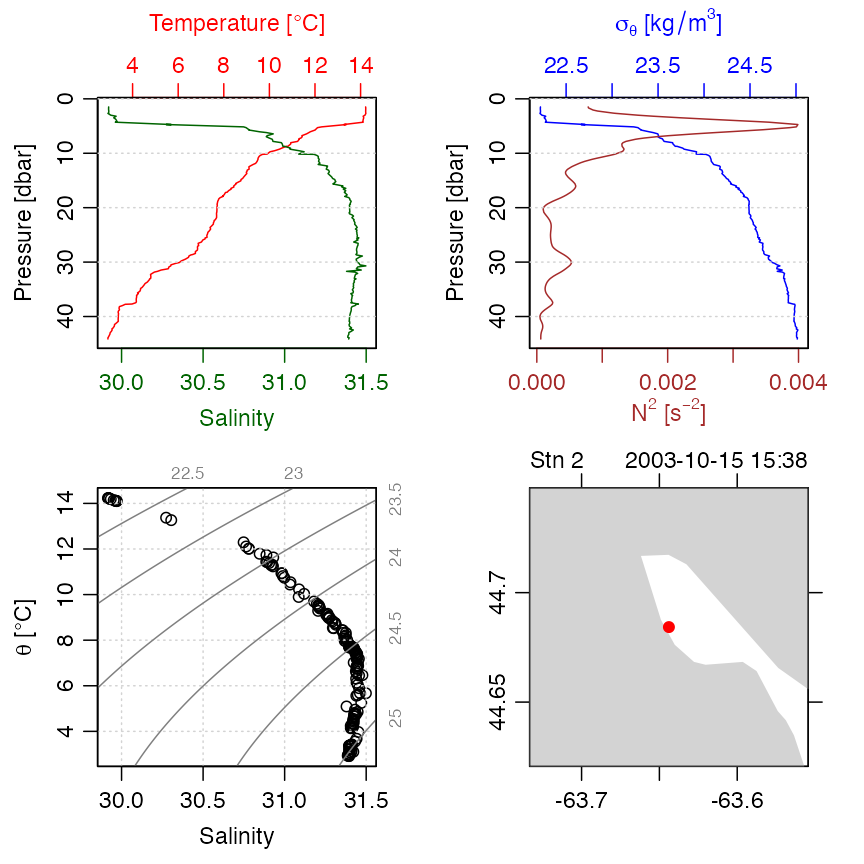 Temperature [°C]
4 6 8 10 12 14
0
10
20
30
40
Pressure [dbar]
30.0 30.5 31.0 31.5
Salinity
σθ [kg/m³]
22.5 23.5 24.5
0
10
20
30
40
Pressure [dbar]
0.000 0.002 0.004
N² [s⁻²]
22.5 23
23.5
24
24.5
25
14
12
10
8
6
4
θ [°C]
30.0 30.5 31.0 31.5
Salinity
Stn 2 2003-10-15 15:38
44.7
44.65
-63.7 -63.6